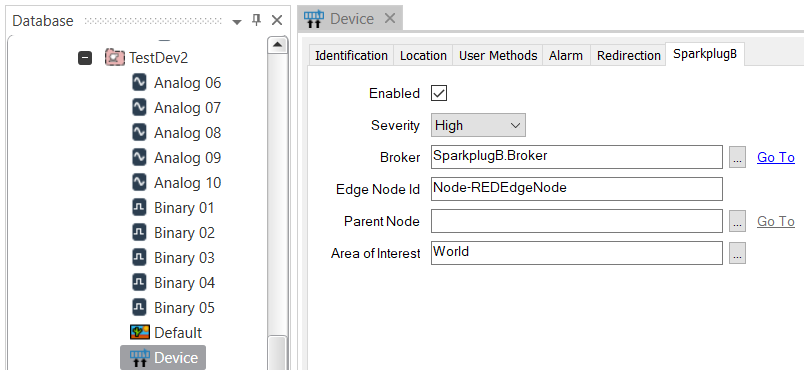 Database
TestDev2
Analog 06
Analog 07
Analog 08
Analog 09
Analog 10
Binary 01
Binary 02
Binary 03
Binary 04
Binary 05
Default
Device
Device
Identification Location User Methods Alarm Redirection SparkplugB
Enabled
Severity High
Broker SparkplugB.Broker ... Go To
Edge Node Id Node-REDEdgeNode
Parent Node ... Go To
Area of Interest World ...